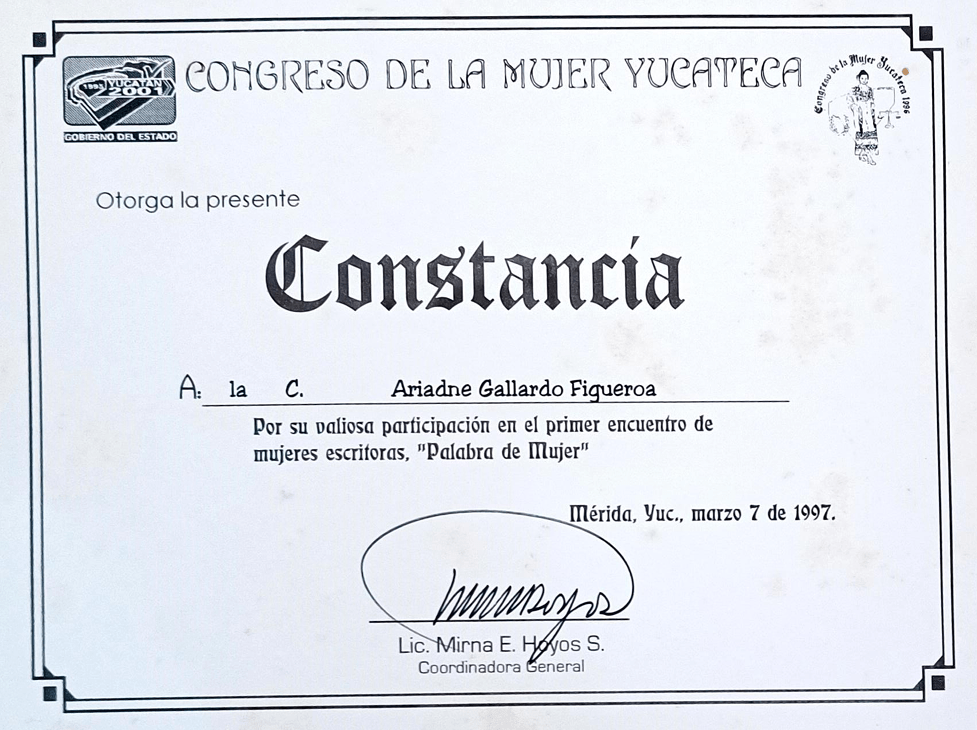 1995 YUCATAN 2001
GOBIERNO DEL ESTADO
CONGRESO DE LA MUJER YUCATECA
Congreso de la Mujer Yucateca 1996
Otorga la presente
Constancia
A: la C. Ariadne Gallardo Figueroa
Por su valiosa participación en el primer encuentro de
mujeres escritoras, "Palabra de Mujer"
Mérida, Yuc., marzo 7 de 1997.
Lic. Mirna E. Hoyos S.
Coordinadora General